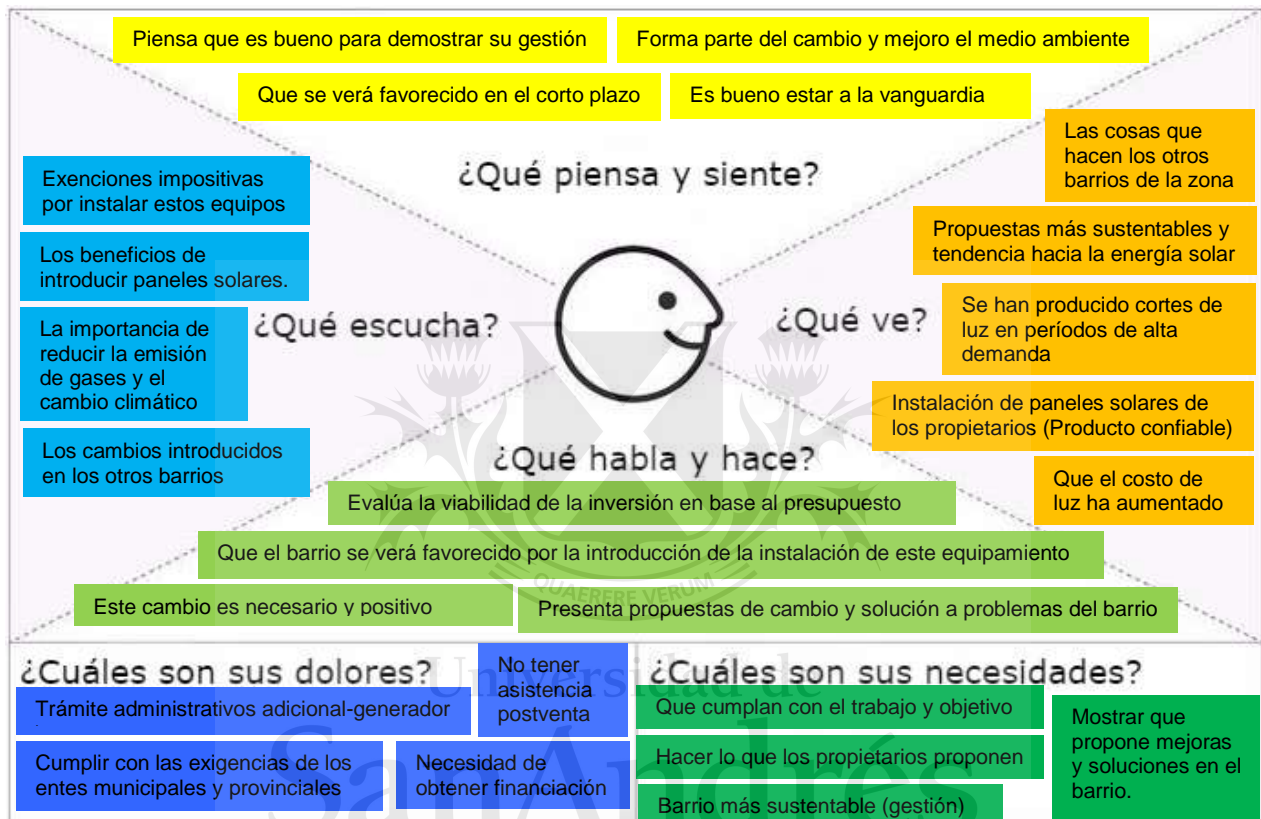 Piensa que es bueno para demostrar su gestión
Forma parte del cambio y mejoro el medio ambiente
Que se verá favorecido en el corto plazo
Es bueno estar a la vanguardia
¿Qué piensa y siente?
Exenciones impositivas
por instalar estos equipos
Los beneficios de
introducir paneles solares.
La importancia de
reducir la emisión
de gases y el
cambio climático
Los cambios introducidos
en los otros barrios
¿Qué escucha?
¿Qué ve?
Las cosas que
hacen los otros
barrios de la zona
Propuestas más sustentables y
tendencia hacia la energía solar
Se han producido cortes de
luz en períodos de alta
demanda
Instalación de paneles solares de
los propietarios (Producto confiable)
Que el costo de
luz ha aumentado
¿Qué habla y hace?
Evalúa la viabilidad de la inversión en base al presupuesto
Que el barrio se verá favorecido por la introducción de la instalación de este equipamiento
Este cambio es necesario y positivo
Presenta propuestas de cambio y solución a problemas del barrio
QUAERERE VERUM
Universidad de
SanAndrés
¿Cuáles son sus dolores?
Trámite administrativos adicional-generador
.
No tener
asistencia
postventa
Cumplir con las exigencias de los
entes municipales y provinciales
Necesidad de
obtener financiación
¿Cuáles son sus necesidades?
Que cumplan con el trabajo y objetivo
Hacer lo que los propietarios proponen
Barrio más sustentable (gestión)
Mostrar que
propone mejoras
y soluciones en el
barrio.